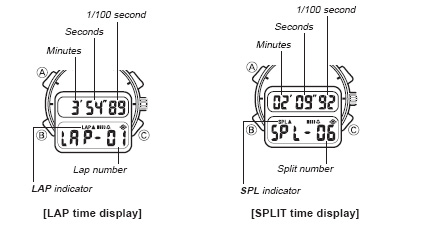 1/100 second
Seconds
Minutes
A
3' 54" 89
LAP
LAP-01
B
C
Lap number
LAP indicator
[LAP time display]
1/100 second
Seconds
Minutes
A
02' 09" 92
SPL
SPL-06
B
C
Split number
SPL indicator
[SPLIT time display]